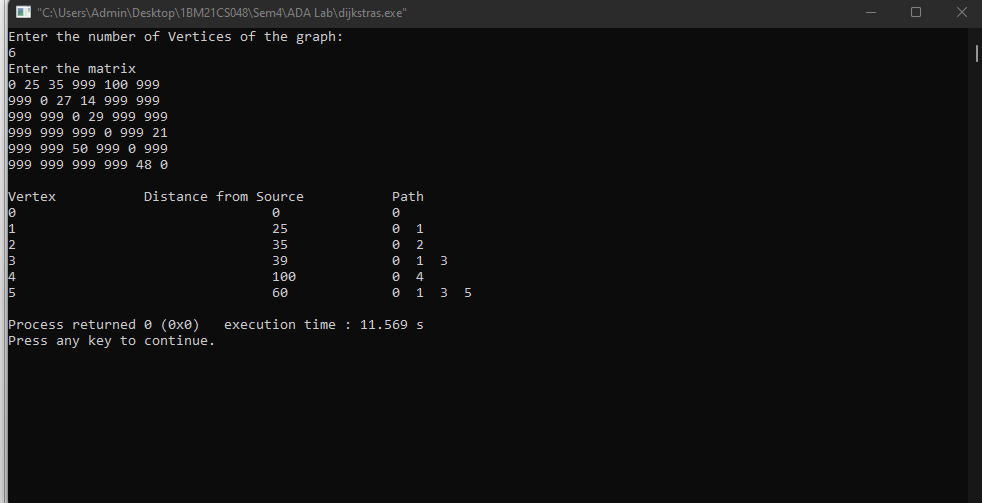 "C:\Users\Admin\Desktop\1BM21CS048\Sem4\ADA Lab\dijkstras.exe"
Enter the number of Vertices of the graph:
6
Enter the matrix
0 25 35 999 100 999
999 0 27 14 999 999
999 999 0 29 999 999
999 999 999 0 999 21
999 999 50 999 0 999
999 999 999 999 48 0
Vertex Distance from Source Path
0 0 0
1 25 0 1
2 35 0 2
3 39 0 1 3
4 100 0 4
5 60 0 1 3 5
Process returned 0 (0x0) execution time : 11.569 s
Press any key to continue.